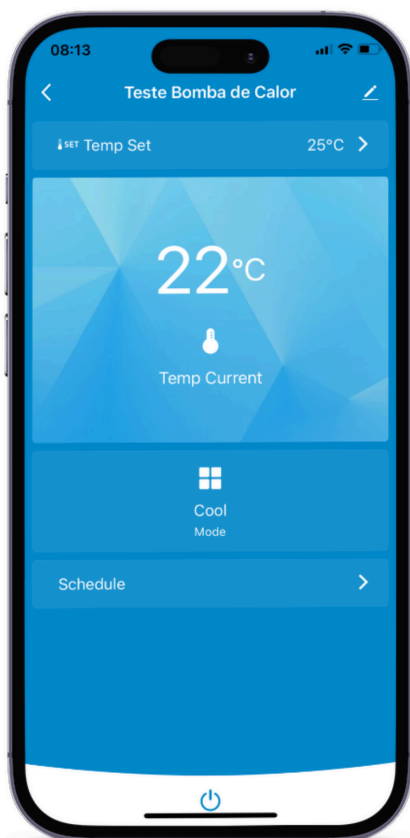 08:13
Teste Bomba de Calor
SET Temp Set 25°C
22°C
Temp Current
Cool
Mode
Schedule